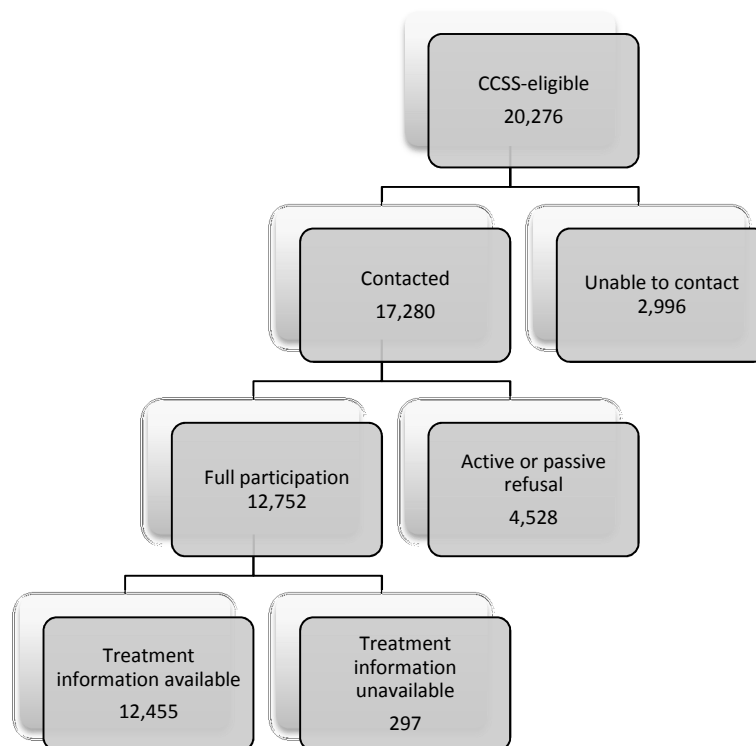 CCSS-eligible
20,276
Contacted
17,280
Unable to contact
2,996
Full participation
12,752
Active or passive
refusal
4,528
Treatment
information available
12,455
Treatment
information
unavailable
297